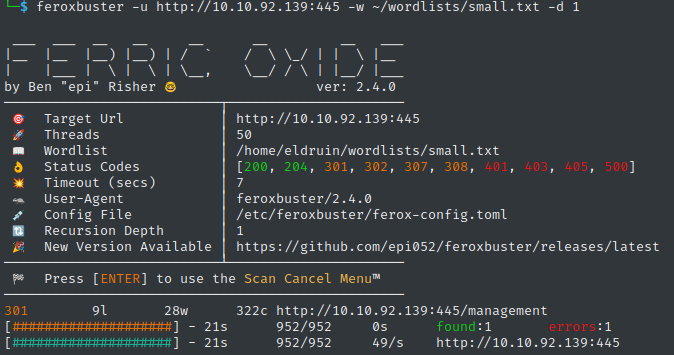 $ feroxbuster -u http://10.10.92.139:445 -w ~/wordlists/small.txt -d 1
FERRIC OXIDE
by Ben "epi" Risher 🤓 ver: 2.4.0
🎯 Target Url │ http://10.10.92.139:445
🚀 Threads │ 50
📖 Wordlist │ /home/eldruin/wordlists/small.txt
👌 Status Codes │ [200, 204, 301, 302, 307, 308, 401, 403, 405, 500]
💥 Timeout (secs) │ 7
🦡 User-Agent │ feroxbuster/2.4.0
💉 Config File │ /etc/feroxbuster/ferox-config.toml
🔃 Recursion Depth │ 1
🎉 New Version Available │ https://github.com/epi052/feroxbuster/releases/latest
🏁 Press [ENTER] to use the Scan Cancel Menu™
301 9l 28w 322c http://10.10.92.139:445/management
[####################] - 21s 952/952 0s found:1 errors:1
[####################] - 21s 952/952 49/s http://10.10.92.139:445